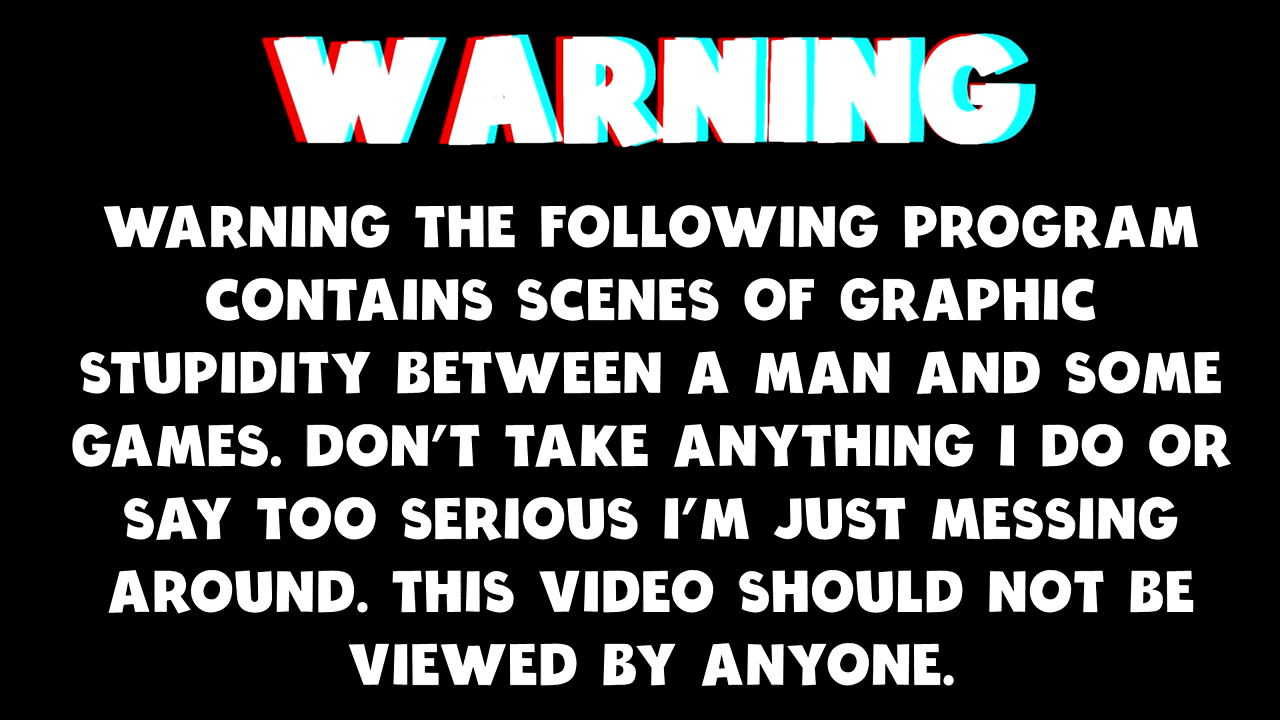 WARNING
WARNING THE FOLLOWING PROGRAM
CONTAINS SCENES OF GRAPHIC
STUPIDITY BETWEEN A MAN AND SOME
GAMES. DON'T TAKE ANYTHING I DO OR
SAY TOO SERIOUS I'M JUST MESSING
AROUND. THIS VIDEO SHOULD NOT BE
VIEWED BY ANYONE.